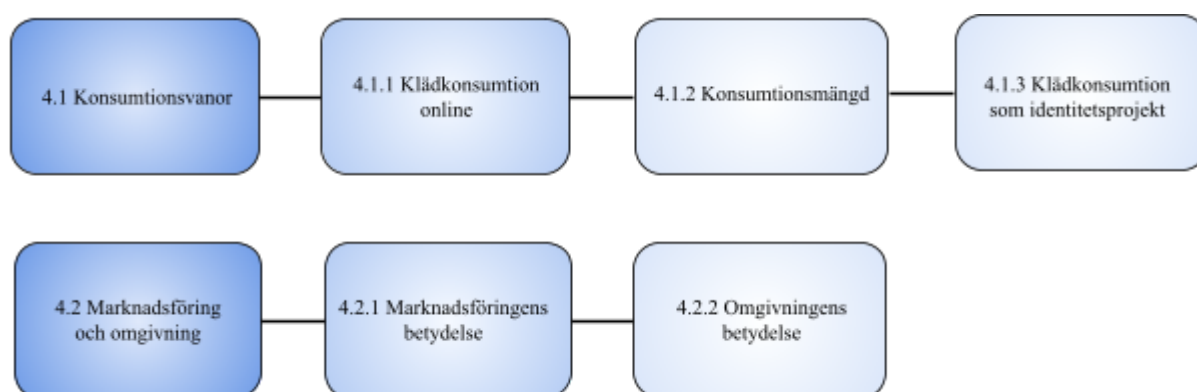 4.1 Konsumtionsvanor
4.1.1 Klädkonsumtion
online
4.1.2 Konsumtionsmängd
4.1.3 Klädkonsumtion
som identitetsprojekt
4.2 Marknadsföring
och omgivning
4.2.1 Marknadsföringens
betydelse
4.2.2 Omgivningens
betydelse